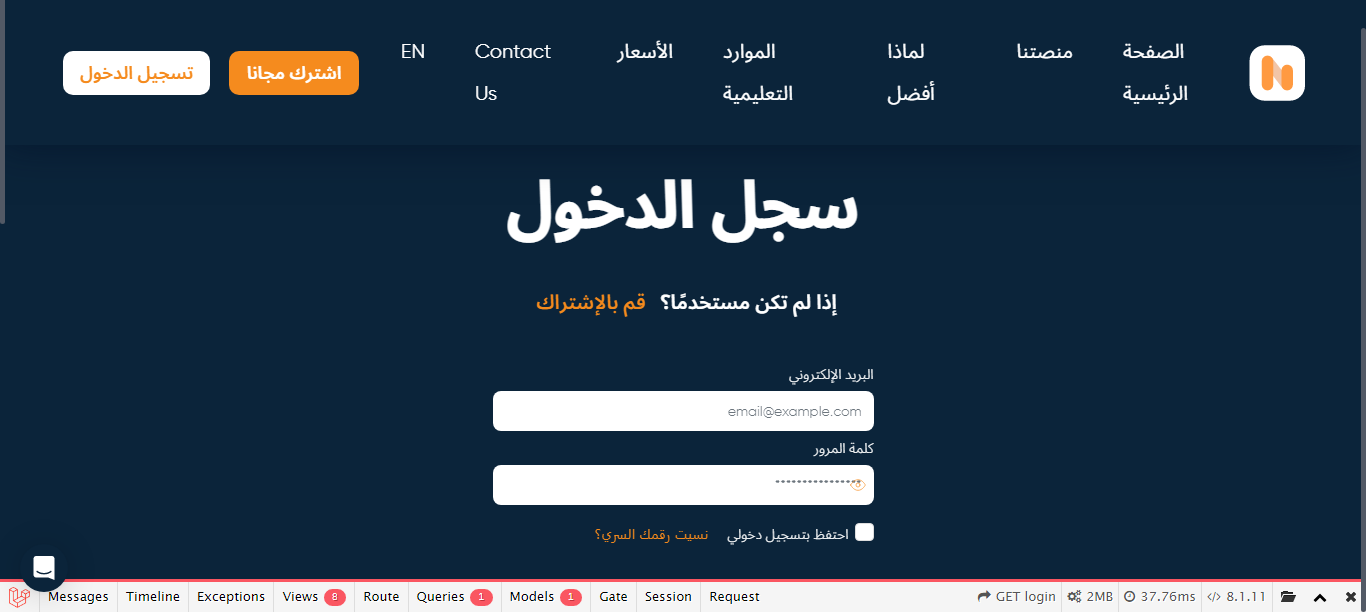 الصفحة الرئيسية
منصتنا
لماذا أفضل
الموارد التعليمية
الأسعار
Contact Us
EN
اشترك مجانا
تسجيل الدخول
سجل الدخول
إذا لم تكن مستخدمًا؟ قم بالإشتراك
البريد الإلكتروني
email@example.com
كلمة المرور
****************
احتفظ بتسجيل دخولي نسيت رقمك السري؟
Messages Timeline Exceptions Views 8 Route Queries 1 Models 1 Gate Session Request GET login 2MB 37.76ms 8.1.11